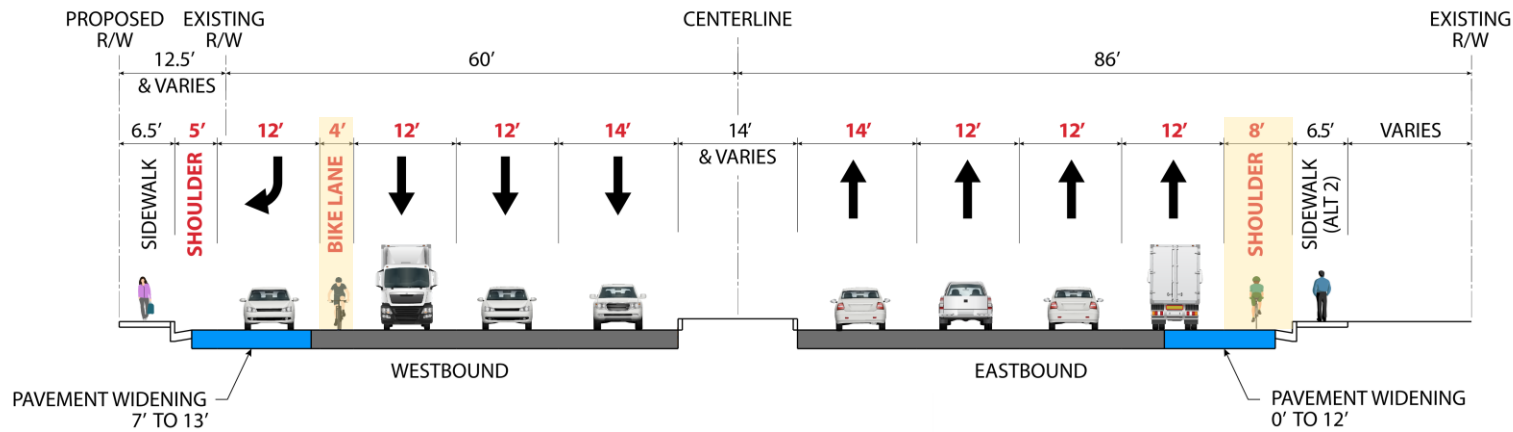 PROPOSED R/W
EXISTING R/W
CENTERLINE
EXISTING R/W
12.5’ & VARIES
60’
86’
6.5’
5’
12’
4’
12’
12’
14’
14’ & VARIES
14’
12’
12’
12’
8’
6.5’
VARIES
SIDEWALK
SHOULDER
BIKE LANE
SHOULDER
SIDEWALK
(ALT 2)
WESTBOUND
EASTBOUND
PAVEMENT WIDENING
7’ TO 13’
PAVEMENT WIDENING
0’ TO 12’